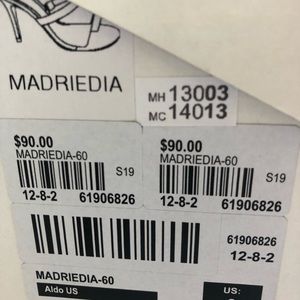 MADRIEDIA
MH 13003
MC 14013
$90.00
MADRIEDIA-60
S19
12-8-2 61906826
$90.00
MADRIEDIA-60
S19
12-8-2 61906826
61906826
12-8-2
MADRIEDIA-60
Aldo US
US: